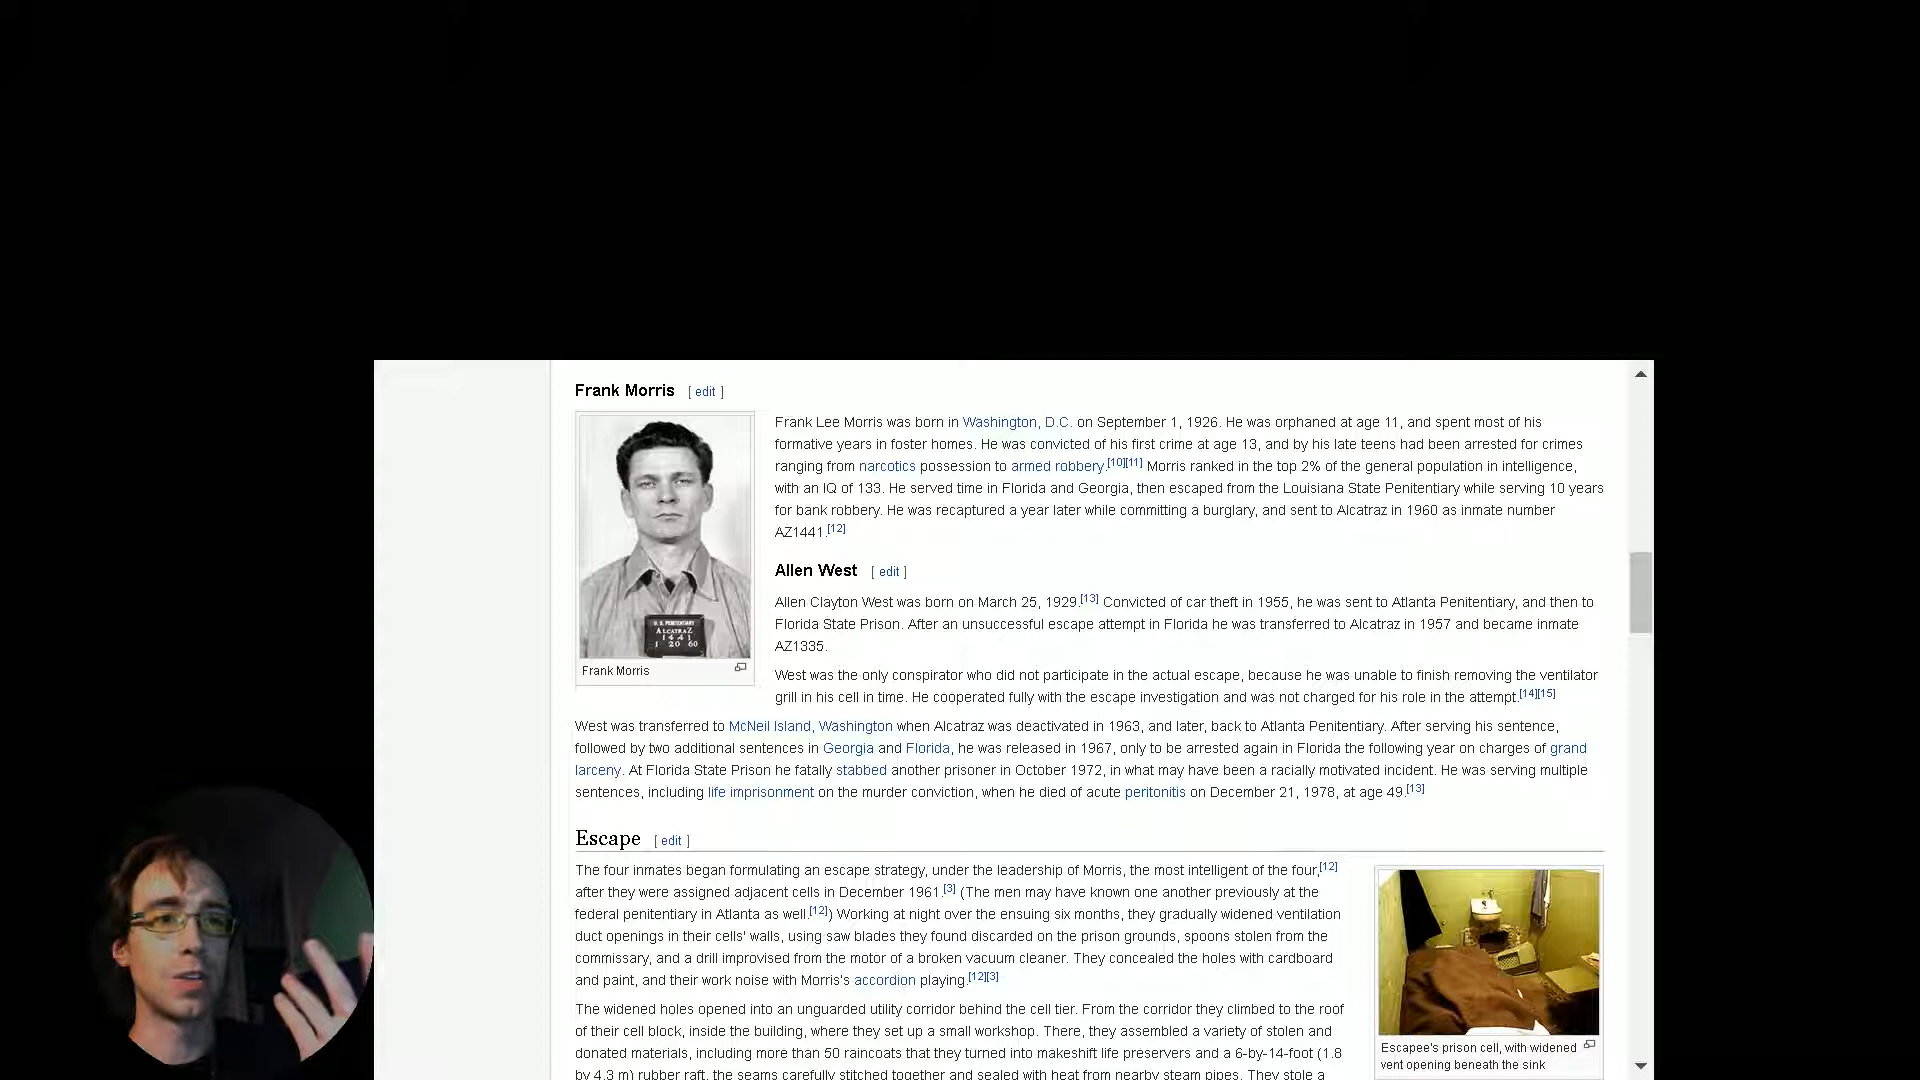 Frank Morris [ edit ]
Frank Lee Morris was born in Washington, D.C. on September 1, 1926. He was orphaned at age 11, and spent most of his
formative years in foster homes. He was convicted of his first crime at age 13, and by his late teens had been arrested for crimes
ranging from narcotics possession to armed robbery.[10][11] Morris ranked in the top 2% of the general population in intelligence,
with an IQ of 133. He served time in Florida and Georgia, then escaped from the Louisiana State Penitentiary while serving 10 years
for bank robbery. He was recaptured a year later while committing a burglary, and sent to Alcatraz in 1960 as inmate number
AZ1441.[12]
U.S. PENITENTIARY
ALCATRAZ
1441
1 20 60
Frank Morris
Allen West [ edit ]
Allen Clayton West was born on March 25, 1929.[13] Convicted of car theft in 1955, he was sent to Atlanta Penitentiary, and then to
Florida State Prison. After an unsuccessful escape attempt in Florida he was transferred to Alcatraz in 1957 and became inmate
AZ1335.
West was the only conspirator who did not participate in the actual escape, because he was unable to finish removing the ventilator
grill in his cell in time. He cooperated fully with the escape investigation and was not charged for his role in the attempt.[14][15]
West was transferred to McNeil Island, Washington when Alcatraz was deactivated in 1963, and later, back to Atlanta Penitentiary. After serving his sentence,
followed by two additional sentences in Georgia and Florida, he was released in 1967, only to be arrested again in Florida the following year on charges of grand
larceny. At Florida State Prison he fatally stabbed another prisoner in October 1972, in what may have been a racially motivated incident. He was serving multiple
sentences, including life imprisonment on the murder conviction, when he died of acute peritonitis on December 21, 1978, at age 49.[13]
Escape [ edit ]
The four inmates began formulating an escape strategy, under the leadership of Morris, the most intelligent of the four,[12]
after they were assigned adjacent cells in December 1961.[3] (The men may have known one another previously at the
federal penitentiary in Atlanta as well.[12]) Working at night over the ensuing six months, they gradually widened ventilation
duct openings in their cells' walls, using saw blades they found discarded on the prison grounds, spoons stolen from the
commissary, and a drill improvised from the motor of a broken vacuum cleaner. They concealed the holes with cardboard
and paint, and their work noise with Morris's accordion playing.[12][3]
The widened holes opened into an unguarded utility corridor behind the cell tier. From the corridor they climbed to the roof
of their cell block, inside the building, where they set up a small workshop. There, they assembled a variety of stolen and
donated materials, including more than 50 raincoats that they turned into makeshift life preservers and a 6-by-14-foot (1.8
by 4.3 m) rubber raft, the seams carefully stitched together and sealed with heat from nearby steam pipes. They stole a
Escapee's prison cell, with widened
vent opening beneath the sink